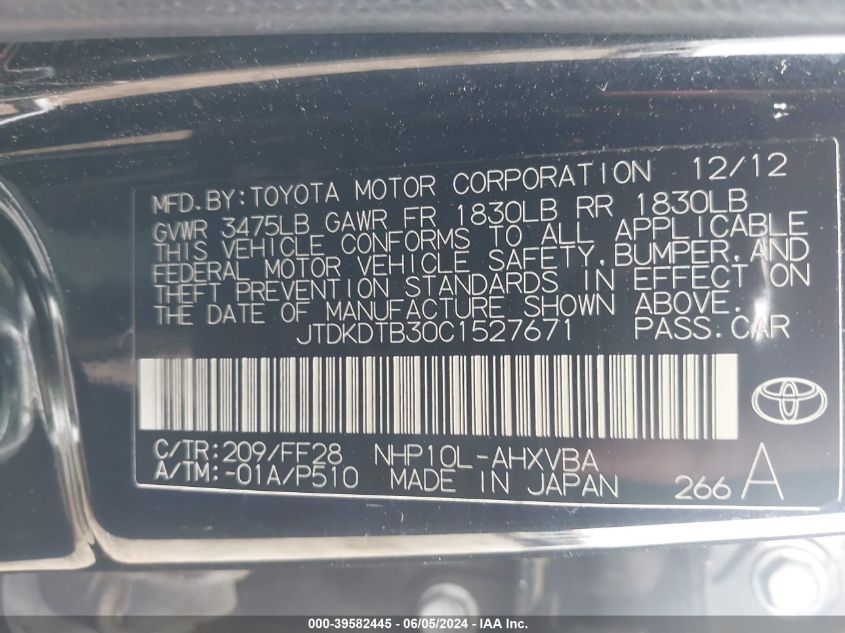 MFD.BY:TOYOTA MOTOR CORPORATION 12/12
GVWR 3475LB GAWR FR 1830LB RR 1830LB
THIS VEHICLE CONFORMS TO ALL APPLICABLE
FEDERAL MOTOR VEHICLE SAFETY,BUMPER,AND
THEFT PREVENTION STANDARDS IN EFFECT ON
THE DATE OF MANUFACTURE SHOWN ABOVE.
JTDKDTB30C1527671 PASS.CAR
C/TR:209/FF28 NHP10L-AHXVBA
A/TM:-01A/P510 MADE IN JAPAN 266 A
000-39582445 - 06/05/2024 - IAA Inc.